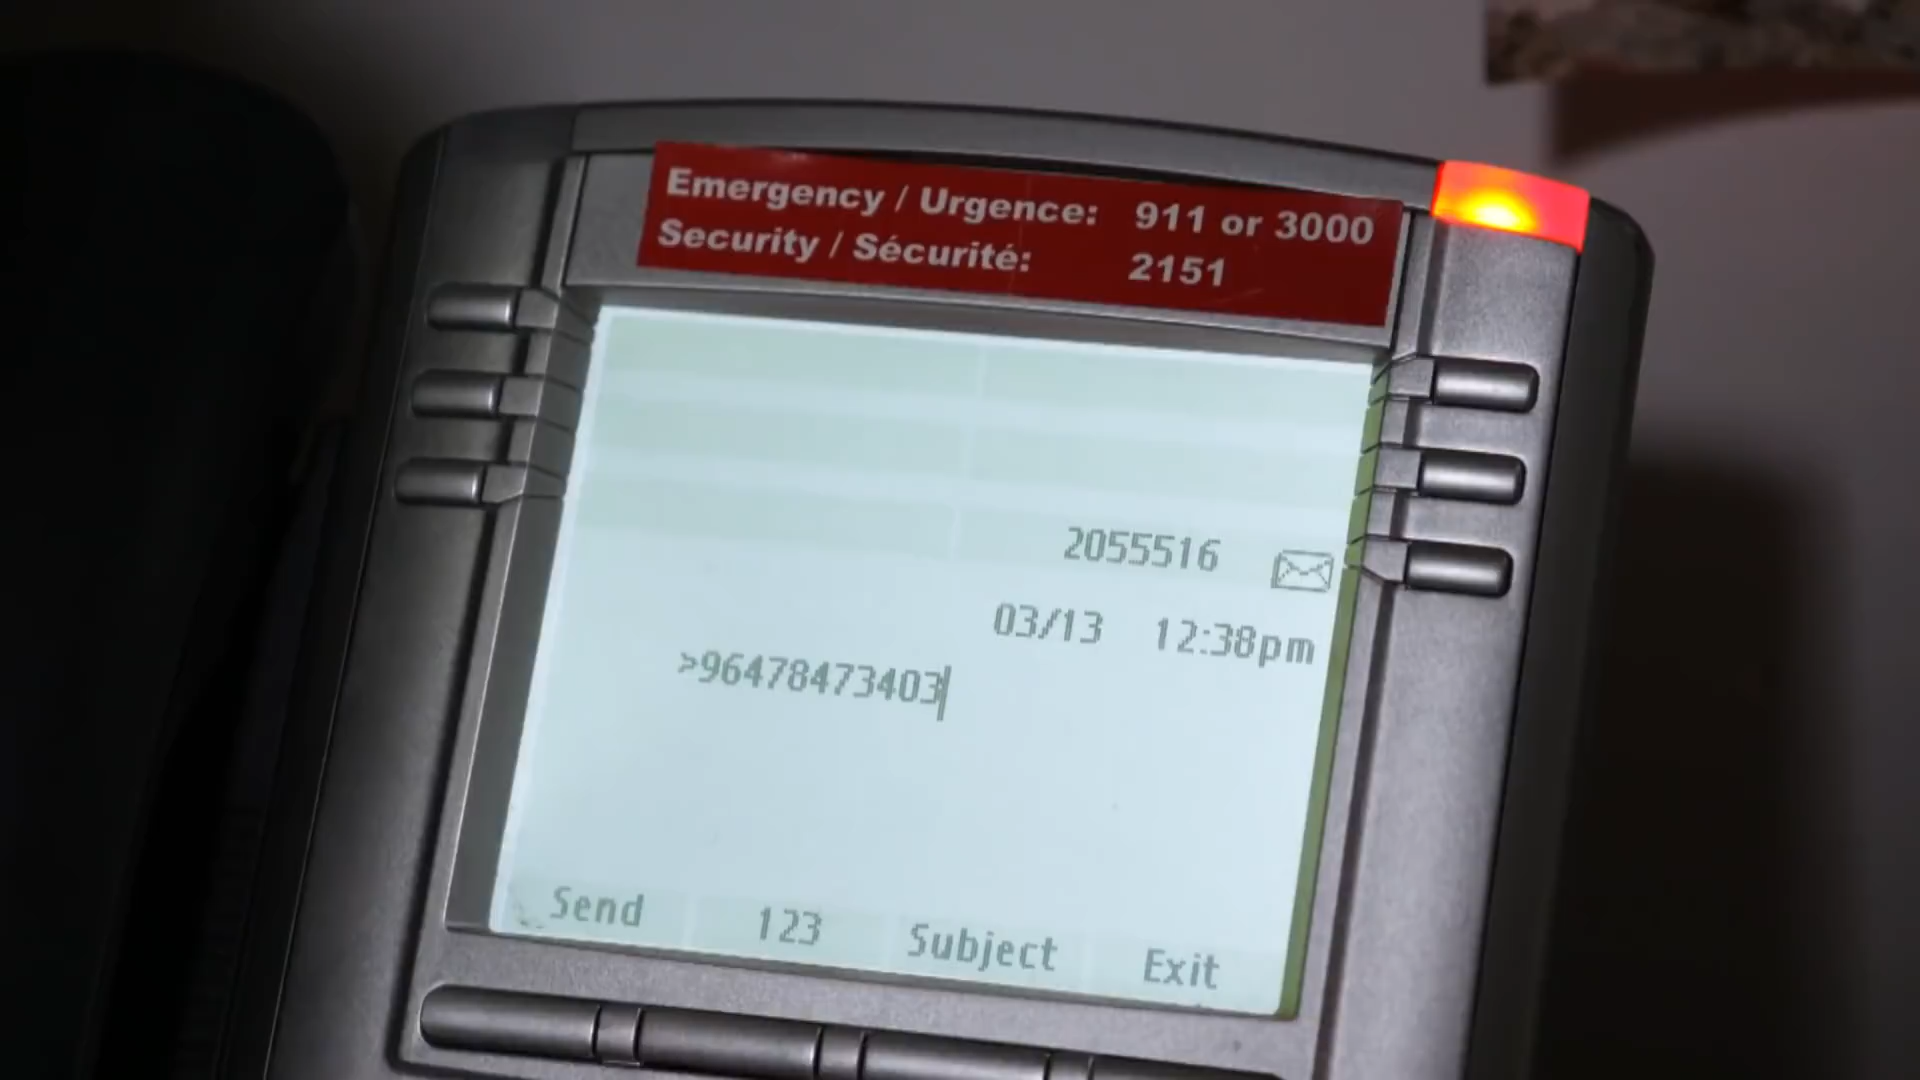 Emergency / Urgence: 911 or 3000
Security / Sécurité: 2151
2055516
03/13 12:38pm
>96478473403
Send 123 Subject Exit